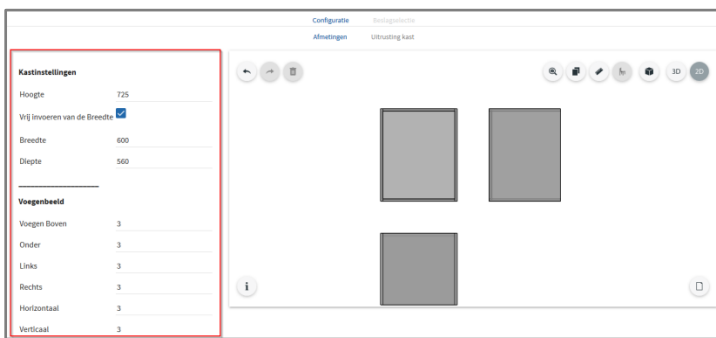 Configuratie Beslagselectie
Afmetingen Uitrusting kast
Kastinstellingen
Hoogte 725
Vrij invoeren van de Breedte
Breedte 600
Diepte 560
Voegenbeeld
Voegen Boven 3
Onder 3
Links 3
Rechts 3
Horizontaal 3
Verticaal 3
3D 2D
i